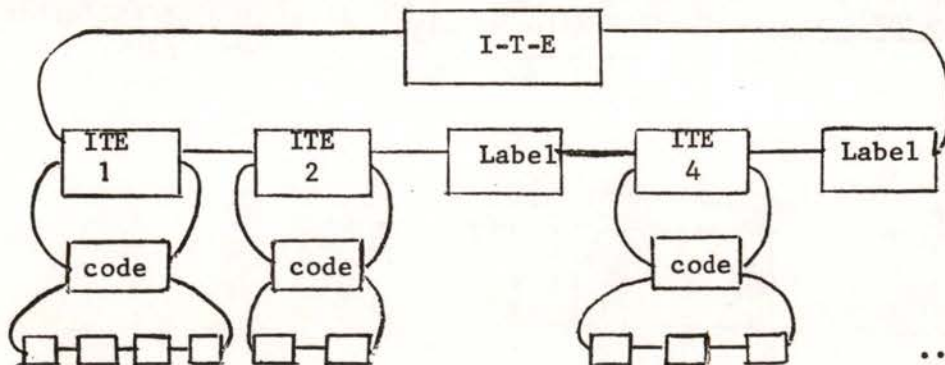 I-T-E
ITE
1
ITE
2
Label
ITE
4
Label
code
code
code
..